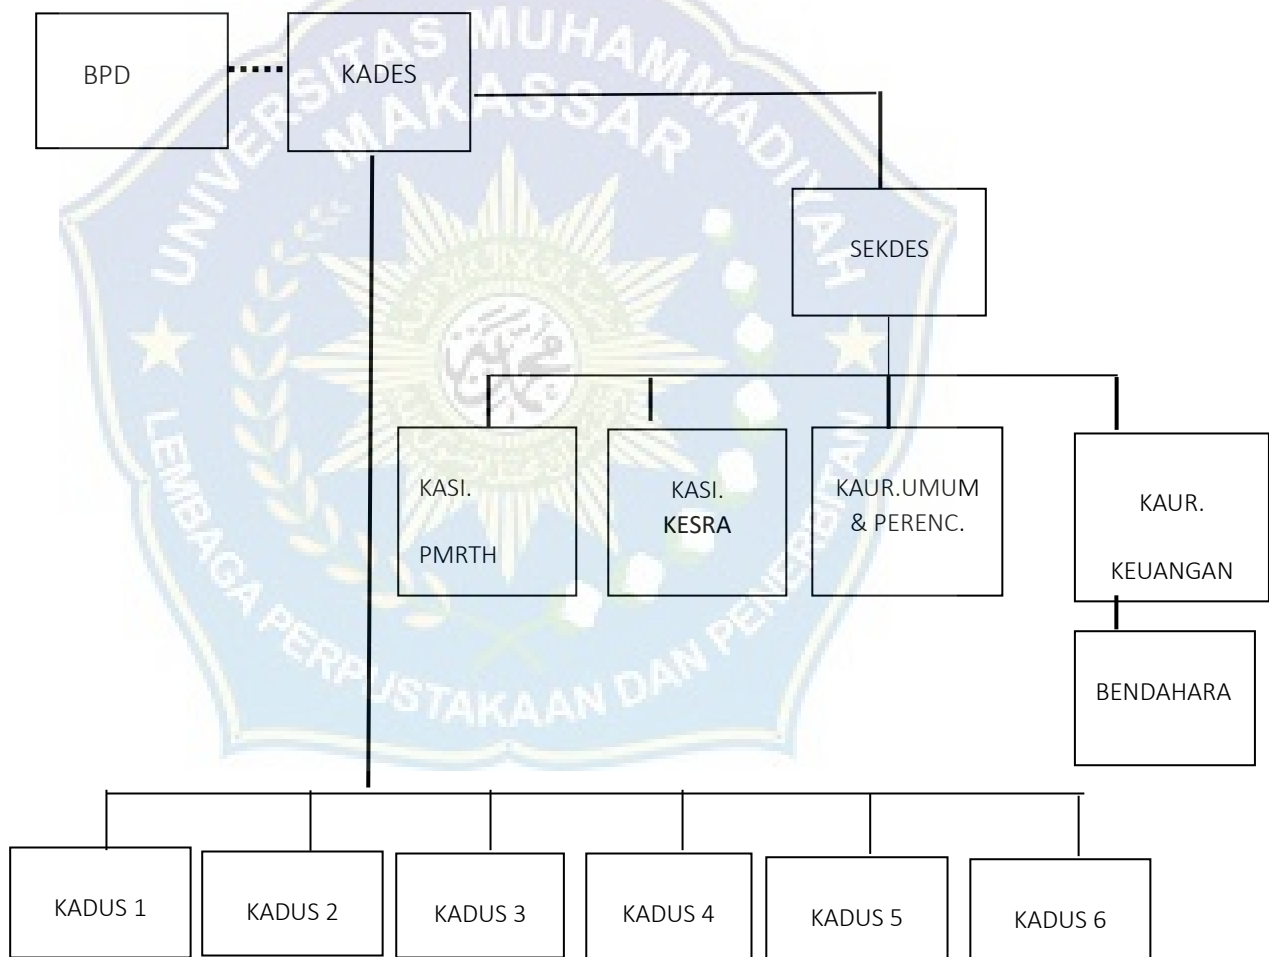 UNIVERSITAS MUHAMMADIYAH
MAKASSAR
LEMBAGA PERPUSTAKAAN DAN PENERBITAN
BPD
KADES
SEKDES
KASI.
PMRTH
KASI.
KESRA
KAUR.UMUM
& PERENC.
KAUR.
KEUANGAN
BENDAHARA
KADUS 1
KADUS 2
KADUS 3
KADUS 4
KADUS 5
KADUS 6